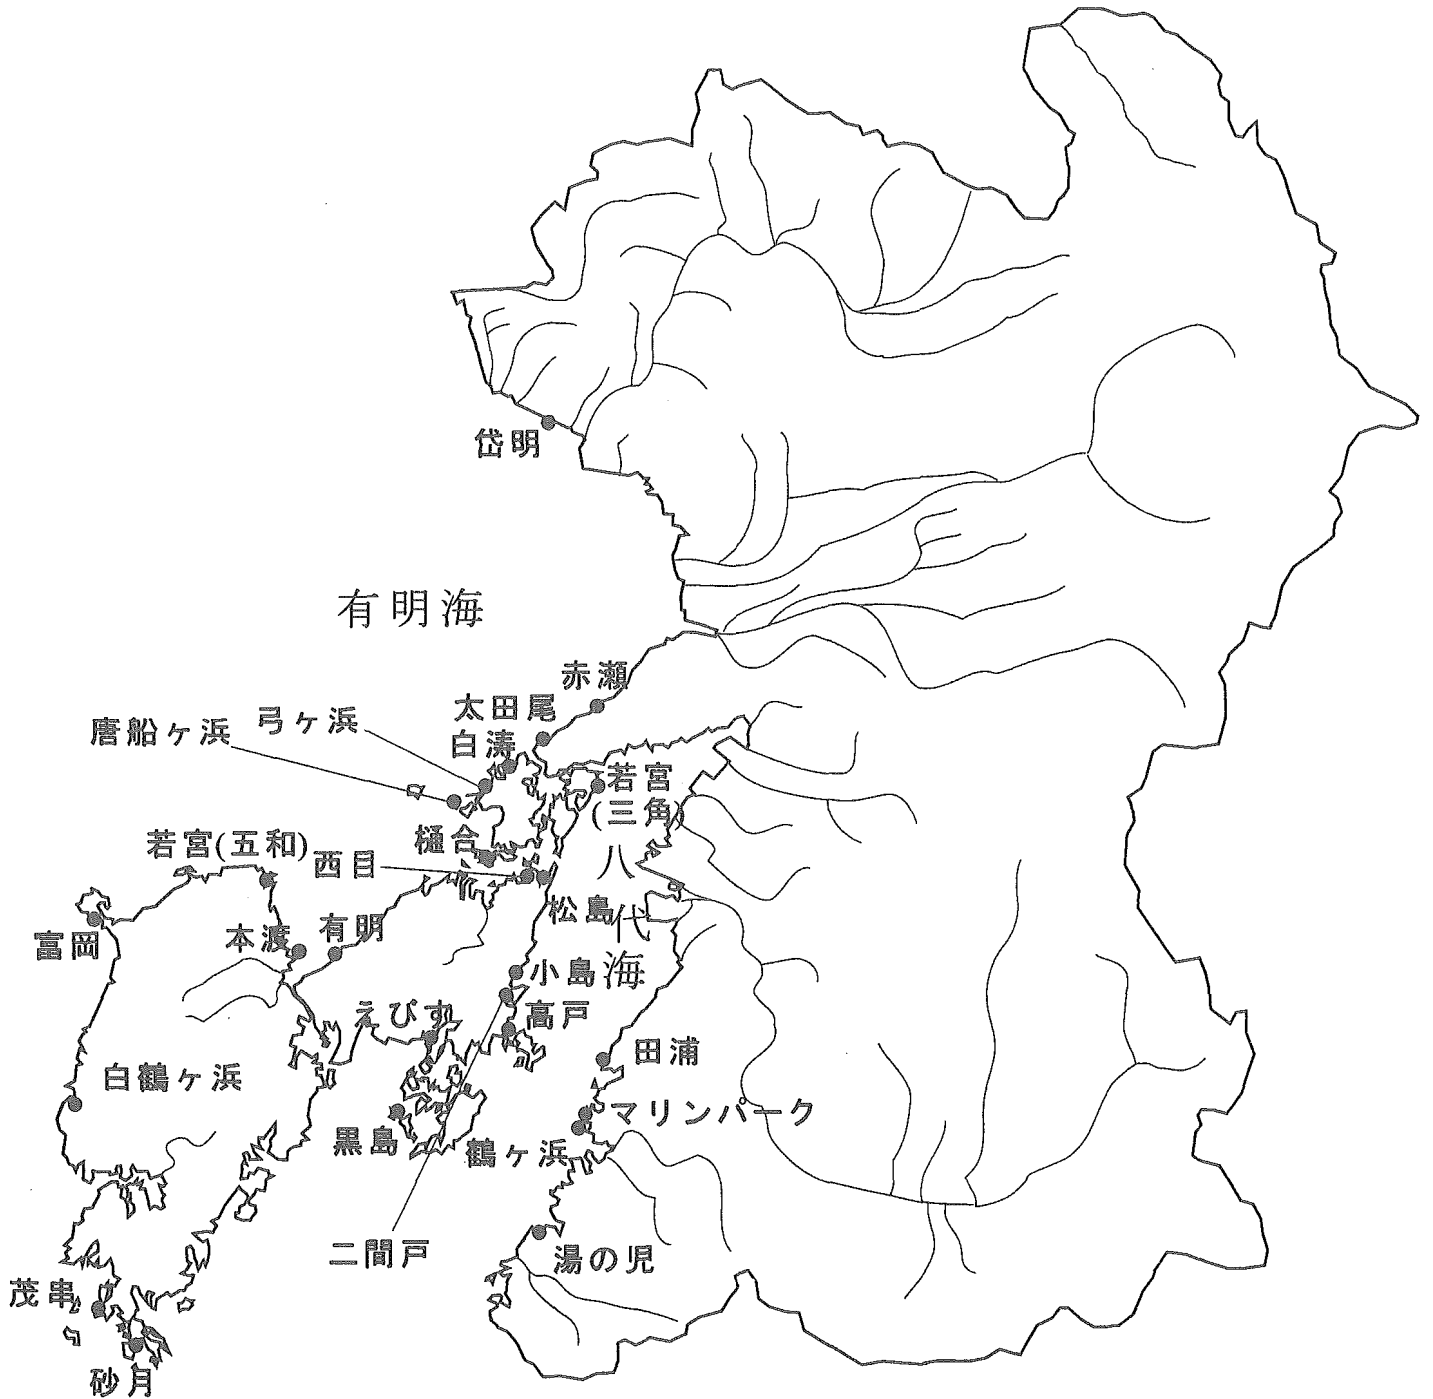 岱明
有明海
赤瀬
太田尾
弓ヶ浜
唐船ヶ浜
白涛
若宮
(三角)
樋合
若宮(五和)
西目
八代海
松島
富岡
本渡
有明
小島
えびす
高戸
田浦
白鶴ヶ浜
マリンパーク
黒島
鶴ヶ浜
二間戸
湯の児
茂串
砂月